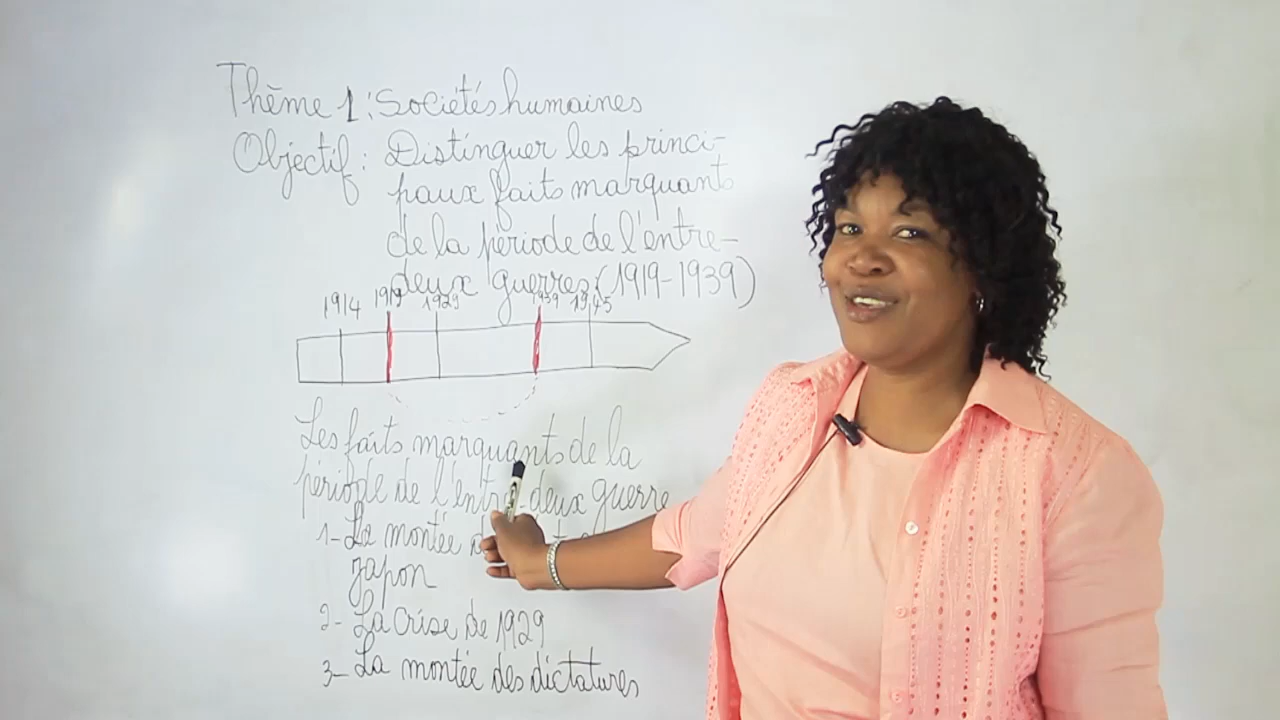 Thème 1 : Sociétés humaines
Objectif : Distinguer les princi-
paux faits marquants
de la période de l'entre-
deux guerres (1919-1939)
1914 1919 1929 1939 1945
Les faits marquants de la
période de l'entre-deux guerre
1- La montée
Japon
2- La crise de 1929
3- La montée des dictatures